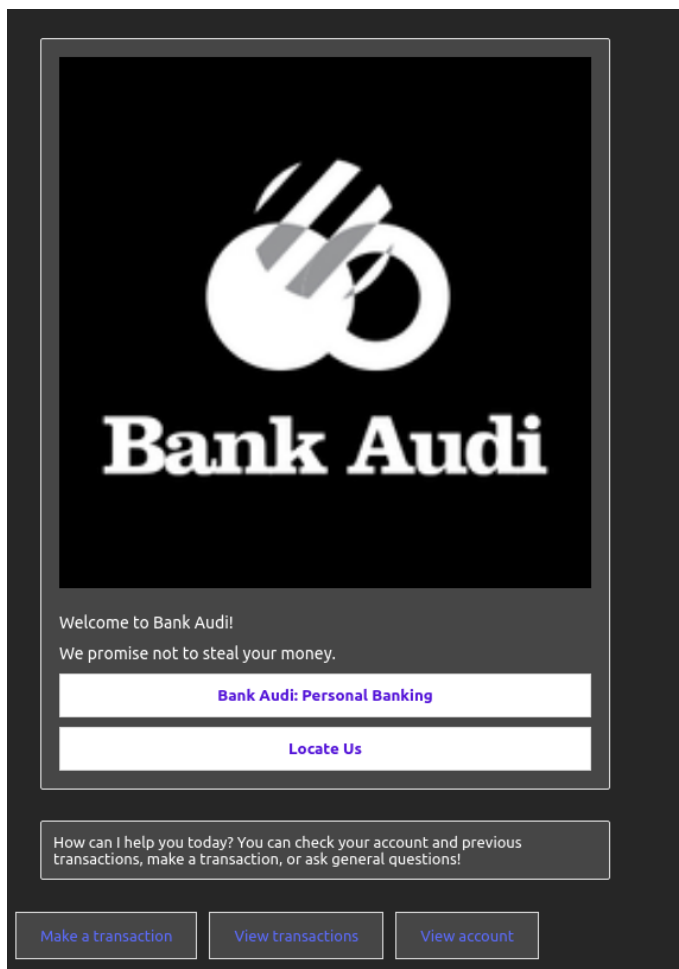 Bank Audi
Welcome to Bank Audi!
We promise not to steal your money.
Bank Audi: Personal Banking
Locate Us
How can I help you today? You can check your account and previous
transactions, make a transaction, or ask general questions!
Make a transaction
View transactions
View account